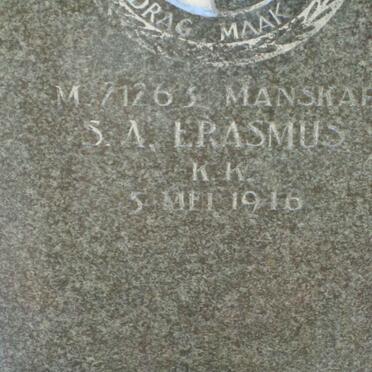 DRAG MAAK
M.71263 MANSKAP
S. A. ERASMUS
K.K.
5 MEI 1946